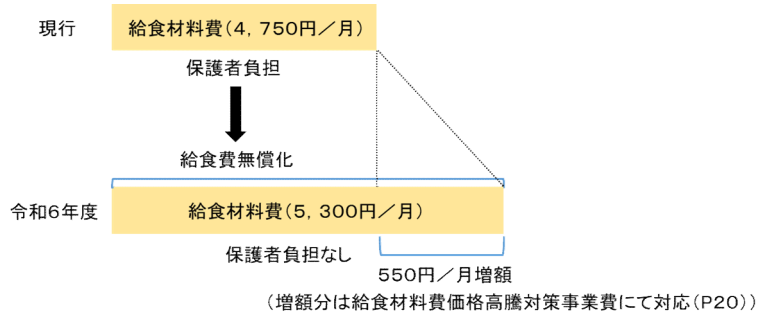 現行
給食材料費(4,750円/月)
保護者負担
給食費無償化
令和6年度
給食材料費(5,300円/月)
保護者負担なし
550円/月増額
(増額分は給食材料費価格高騰対策事業費にて対応(P20))